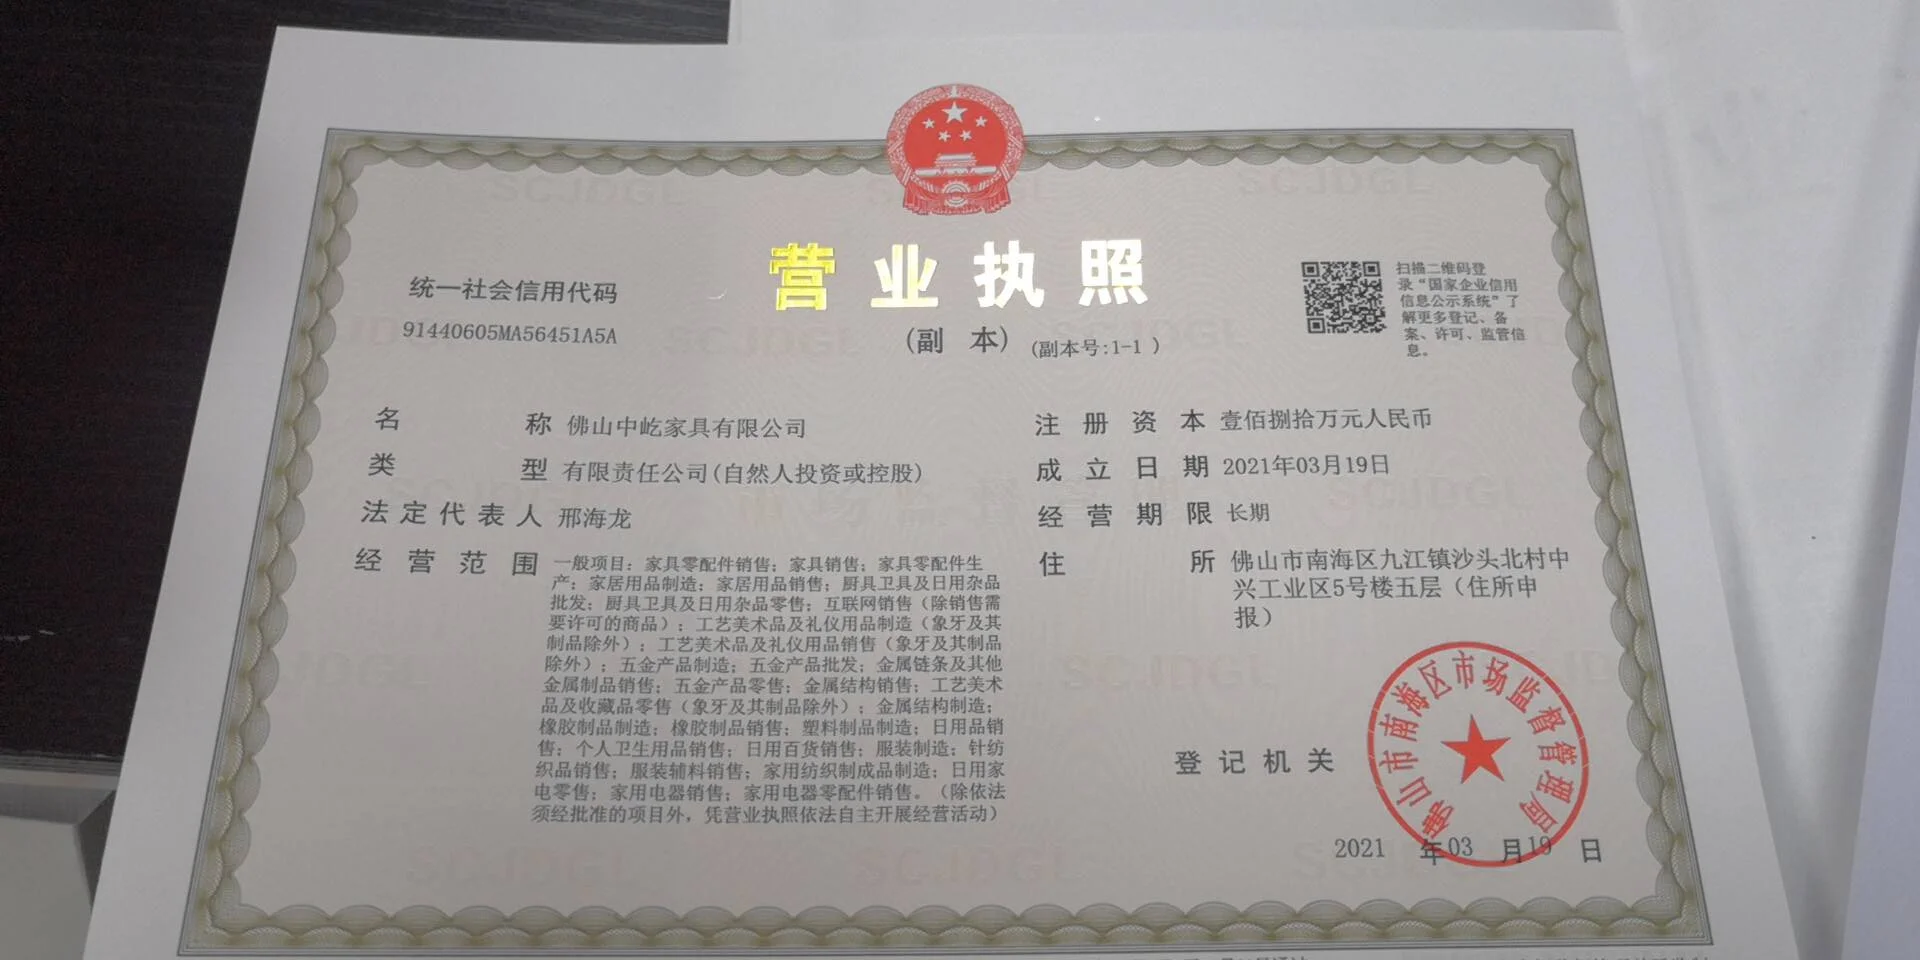 营业执照
(副 本)(副本号:1-1)
统一社会信用代码
91440605MA56451A5A
扫描二维码登
录“国家企业信用
信息公示系统”了
解更多登记、备
案、许可、监管信
息。
名 称 佛山中屹家具有限公司
类 型 有限责任公司(自然人投资或控股)
法定代表人 邢海龙
经营范围 一般项目：家具零配件销售；家具销售；家具零配件生
产；家居用品制造；家居用品销售；厨具卫具及日用杂品
批发；厨具卫具及日用杂品零售；互联网销售（除销售需
要许可的商品）；工艺美术品及礼仪用品制造（象牙及其
制品除外）；工艺美术品及礼仪用品销售（象牙及其制品
除外）；五金产品制造；五金产品批发；金属链条及其他
金属制品销售；五金产品零售；金属结构销售；工艺美术
品及收藏品零售（象牙及其制品除外）；金属结构制造；
橡胶制品制造；橡胶制品销售；塑料制品制造；日用品销
售；个人卫生用品销售；日用百货销售；服装制造；针纺
织品销售；服装辅料销售；家用纺织制成品制造；日用家
电零售；家用电器销售；家用电器零配件销售。（除依法
须经批准的项目外，凭营业执照依法自主开展经营活动）
注册资本 壹佰捌拾万元人民币
成立日期 2021年03月19日
经营期限 长期
住 所 佛山市南海区九江镇沙头北村中
兴工业区5号楼五层（住所申
报）
登记机关
佛山市南海区市场监督管理局
2021 年03 月19 日
SCJDGL